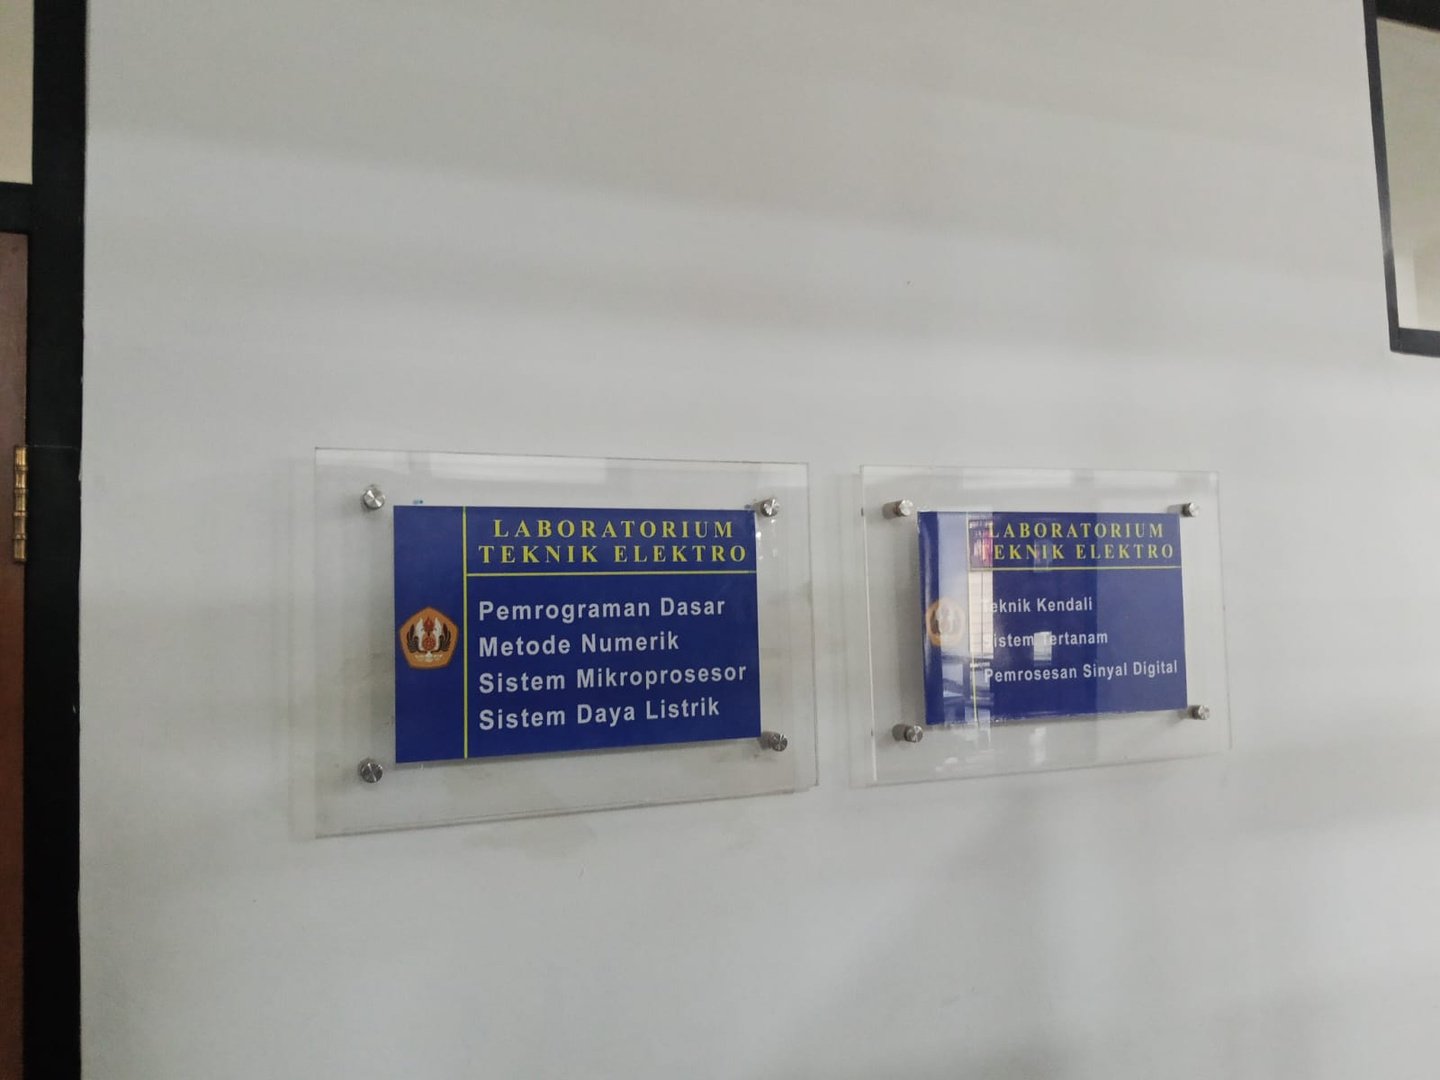 LABORATORIUM
TEKNIK ELEKTRO
Pemrograman Dasar
Metode Numerik
Sistem Mikroprosesor
Sistem Daya Listrik
LABORATORIUM
TEKNIK ELEKTRO
Teknik Kendali
Sistem Tertanam
Pemrosesan Sinyal Digital